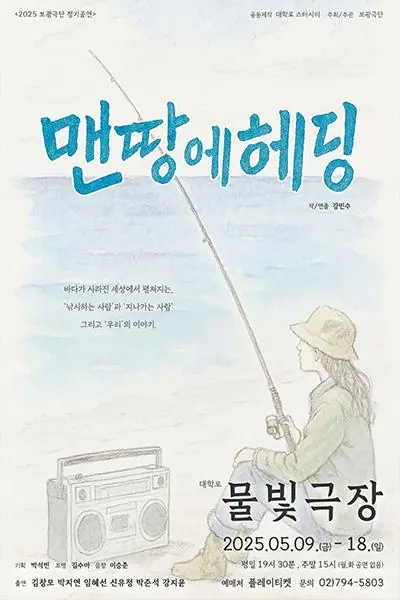 <2025 보광극단 정기공연>
공동제작 대학로 스타시티 주최/주관 보광극단
맨땅에헤딩
작/연출 강민수
바다가 사라진 세상에서 펼쳐지는,
'낚시하는 사람'과 '지나가는 사람'
그리고 '우리'의 이야기.
대학로 물빛극장
2025.05.09.(금) - 18.(일)
평일 19시 30분, 주말 15시 (월,화 공연 없음)
기획 박석빈 조명 김수아 음향 이승준
출연 김창모 박지연 임혜선 신유정 박준석 강지윤
예매처 플레이티켓 문의 02)794-5803